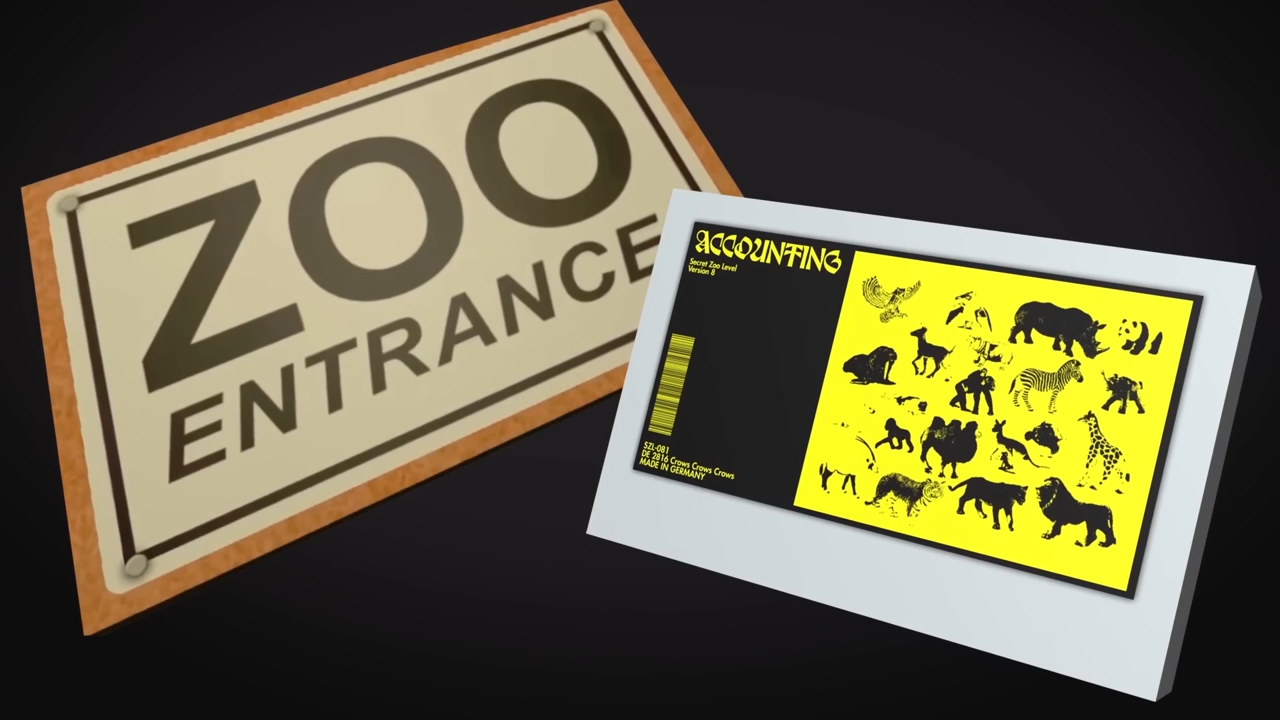 ZOO
ENTRANCE
ACCOUNTING
Secret Zoo Level
Version 8
SZL-081
DE 2816 Crows Crows Crows
MADE IN GERMANY